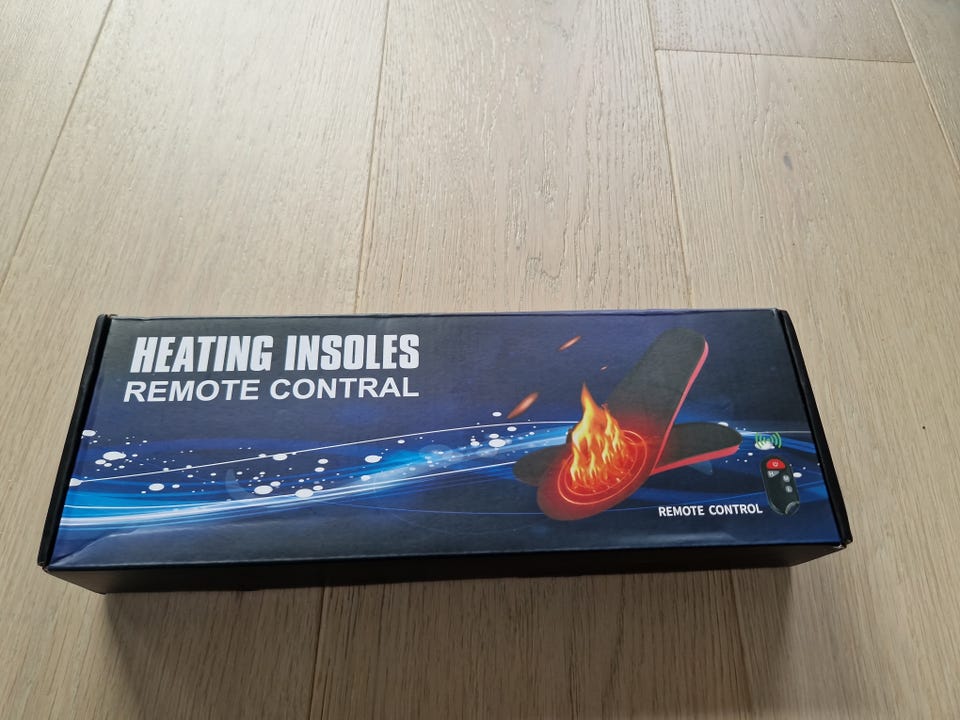 HEATING INSOLES
REMOTE CONTRAL
REMOTE CONTROL